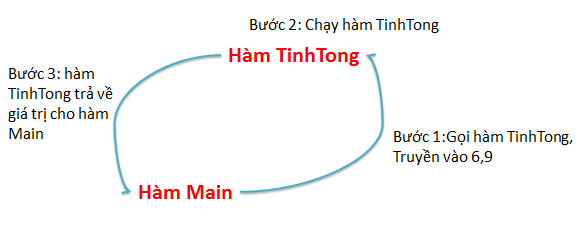 Bước 2: Chạy hàm TinhTong
Hàm TinhTong
Bước 3: hàm
TinhTong trả về
giá trị cho hàm
Main
Bước 1:Gọi hàm TinhTong,
Truyền vào 6,9
Hàm Main